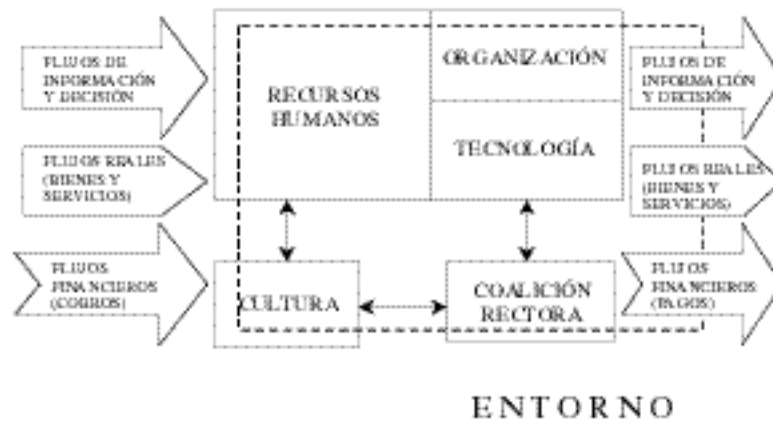 FLUJOS DE
INFORMACIÓN
Y DECISIÓN
FLUJOS REALES
(BIENES Y
SERVICIOS)
FLUJOS
FINANCIEROS
(COBROS)
RECURSOS
HUMANOS
ORGANIZACIÓN
TECNOLOGÍA
CULTURA
COALICIÓN
RECTORA
FLUJOS DE
INFORMACIÓN
Y DECISIÓN
FLUJOS REALES
(BIENES Y
SERVICIOS)
FLUJOS
FINANCIEROS
(PAGOS)
ENTORNO